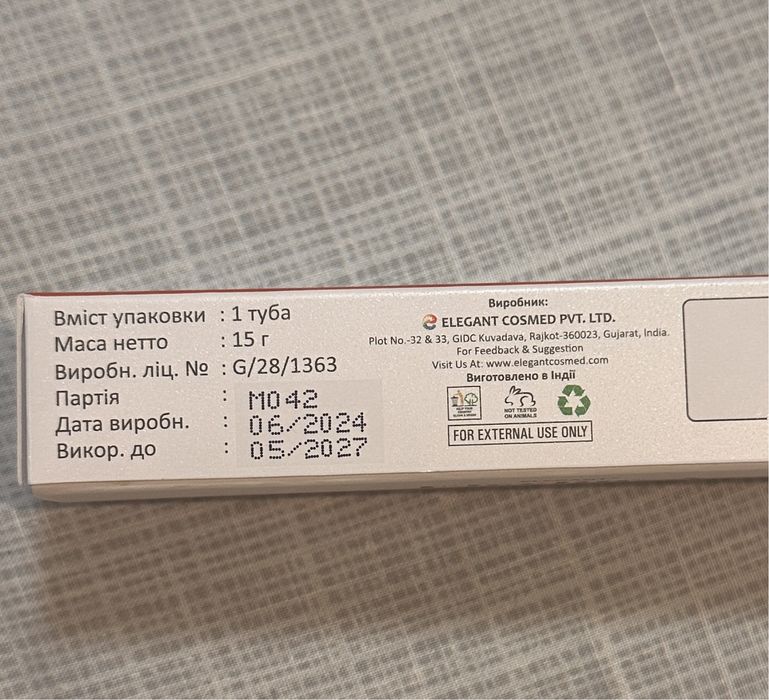 Вміст упаковки : 1 туба
Маса нетто : 15 г
Виробн. ліц. № : G/28/1363
Партія : M042
Дата виробн. : 06/2024
Викор. до : 05/2027
Виробник:
ELEGANT COSMED PVT. LTD.
Plot No.-32 & 33, GIDC Kuvadava, Rajkot-360023, Gujarat, India.
For Feedback & Suggestion
Visit Us At: www.elegantcosmed.com
Виготовлено в Індії
NOT TESTED
ON ANIMALS
FOR EXTERNAL USE ONLY